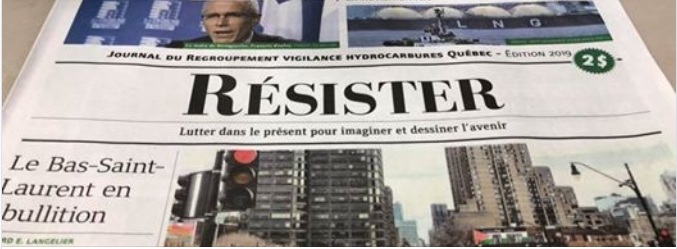 LNG
JOURNAL DU REGROUPEMENT VIGILANCE HYDROCARBURES QUÉBEC – ÉDITION 2019
2$
RÉSISTER
Lutter dans le présent pour imaginer et dessiner l'avenir
Le Bas-Saint-
Laurent en
bullition
RD E. LANGELIER